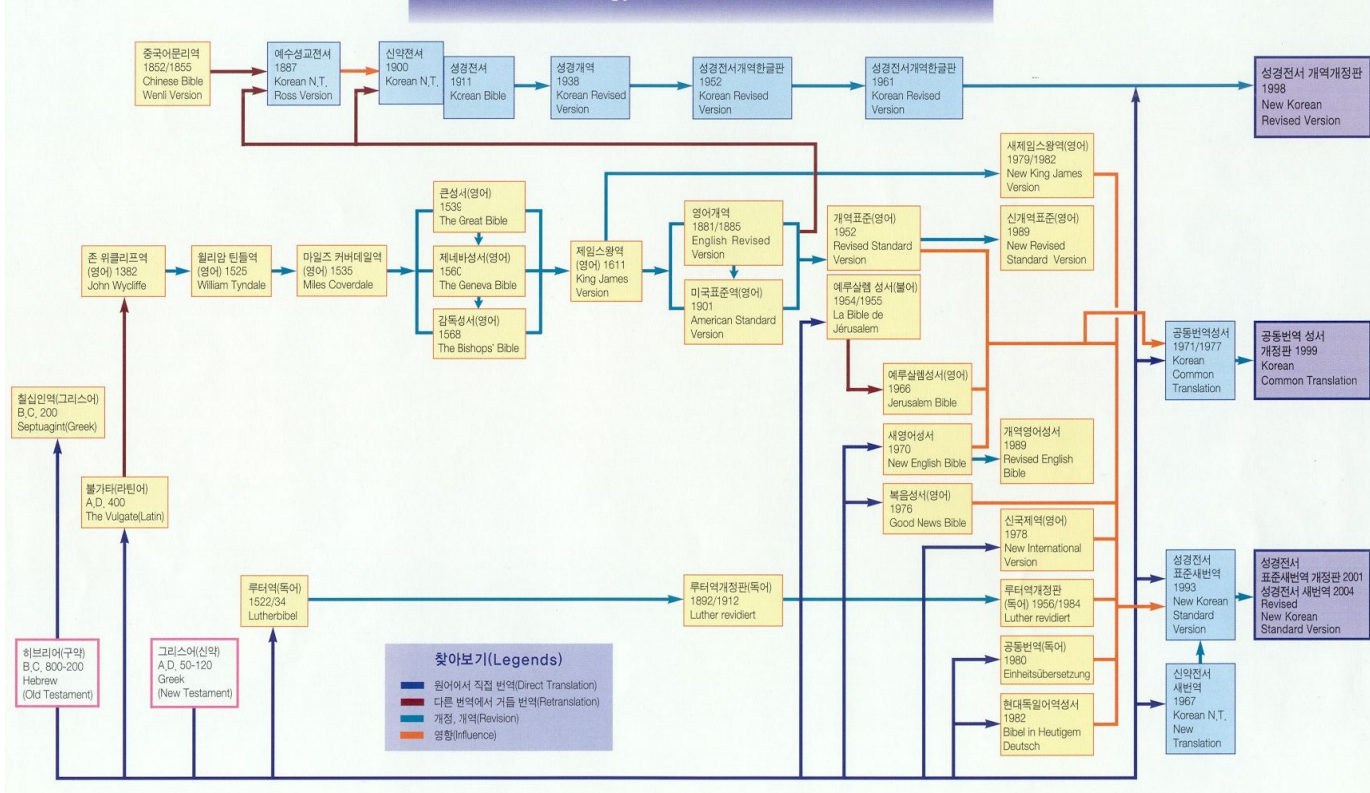 중국어문리역
1852/1855
Chinese Bible
Wenli Version
예수성교젼셔
1887
Korean N.T.
Ross Version
신약젼셔
1900
Korean N.T.
셩경젼셔
1911
Korean Bible
성경개역
1938
Korean Revised
Version
성경전서개역한글판
1952
Korean Revised
Version
성경전서개역한글판
1961
Korean Revised
Version
성경전서 개역개정판
1998
New Korean
Revised Version
새제임스왕역(영어)
1979/1982
New King James
Version
큰성서(영어)
1539
The Great Bible
영어개역
1881/1885
English Revised
Version
개역표준(영어)
1952
Revised Standard
Version
신개역표준(영어)
1989
New Revised
Standard Version
존 위클리프역
(영어) 1382
John Wycliffe
윌리암 틴들역
(영어) 1525
William Tyndale
마일즈 커버데일역
(영어) 1535
Miles Coverdale
제네바성서(영어)
1560
The Geneva Bible
제임스왕역
(영어) 1611
King James
Version
미국표준역(영어)
1901
American Standard
Version
예루살렘 성서(불어)
1954/1955
La Bible de
Jérusalem
감독성서(영어)
1568
The Bishops' Bible
공동번역성서
1971/1977
Korean
Common
Translation
공동번역 성서
개정판 1999
Korean
Common Translation
칠십인역(그리스어)
B.C. 200
Septuagint(Greek)
예루살렘성서(영어)
1966
Jerusalem Bible
새영어성서
1970
New English Bible
개역영어성서
1989
Revised English
Bible
불가타(라틴어)
A.D. 400
The Vulgate(Latin)
복음성서(영어)
1976
Good News Bible
신국제역(영어)
1978
New International
Version
루터역(독어)
1522/34
Lutherbibel
루터역개정판(독어)
1892/1912
Luther revidiert
루터역개정판
(독어) 1956/1984
Luther revidiert
성경전서
표준새번역
1993
New Korean
Standard
Version
성경전서
표준새번역 개정판 2001
성경전서 새번역 2004
Revised
New Korean
Standard Version
히브리어(구약)
B.C. 800-200
Hebrew
(Old Testament)
그리스어(신약)
A.D. 50-120
Greek
(New Testament)
찾아보기(Legends)
원어에서 직접 번역(Direct Translation)
다른 번역에서 거듭 번역(Retranslation)
개정, 개역(Revision)
영향(Influence)
공동번역(독어)
1980
Einheitsübersetzung
현대독일어역성서
1982
Bibel in Heutigem
Deutsch
신약전서
새번역
1967
Korean N.T.
New
Translation